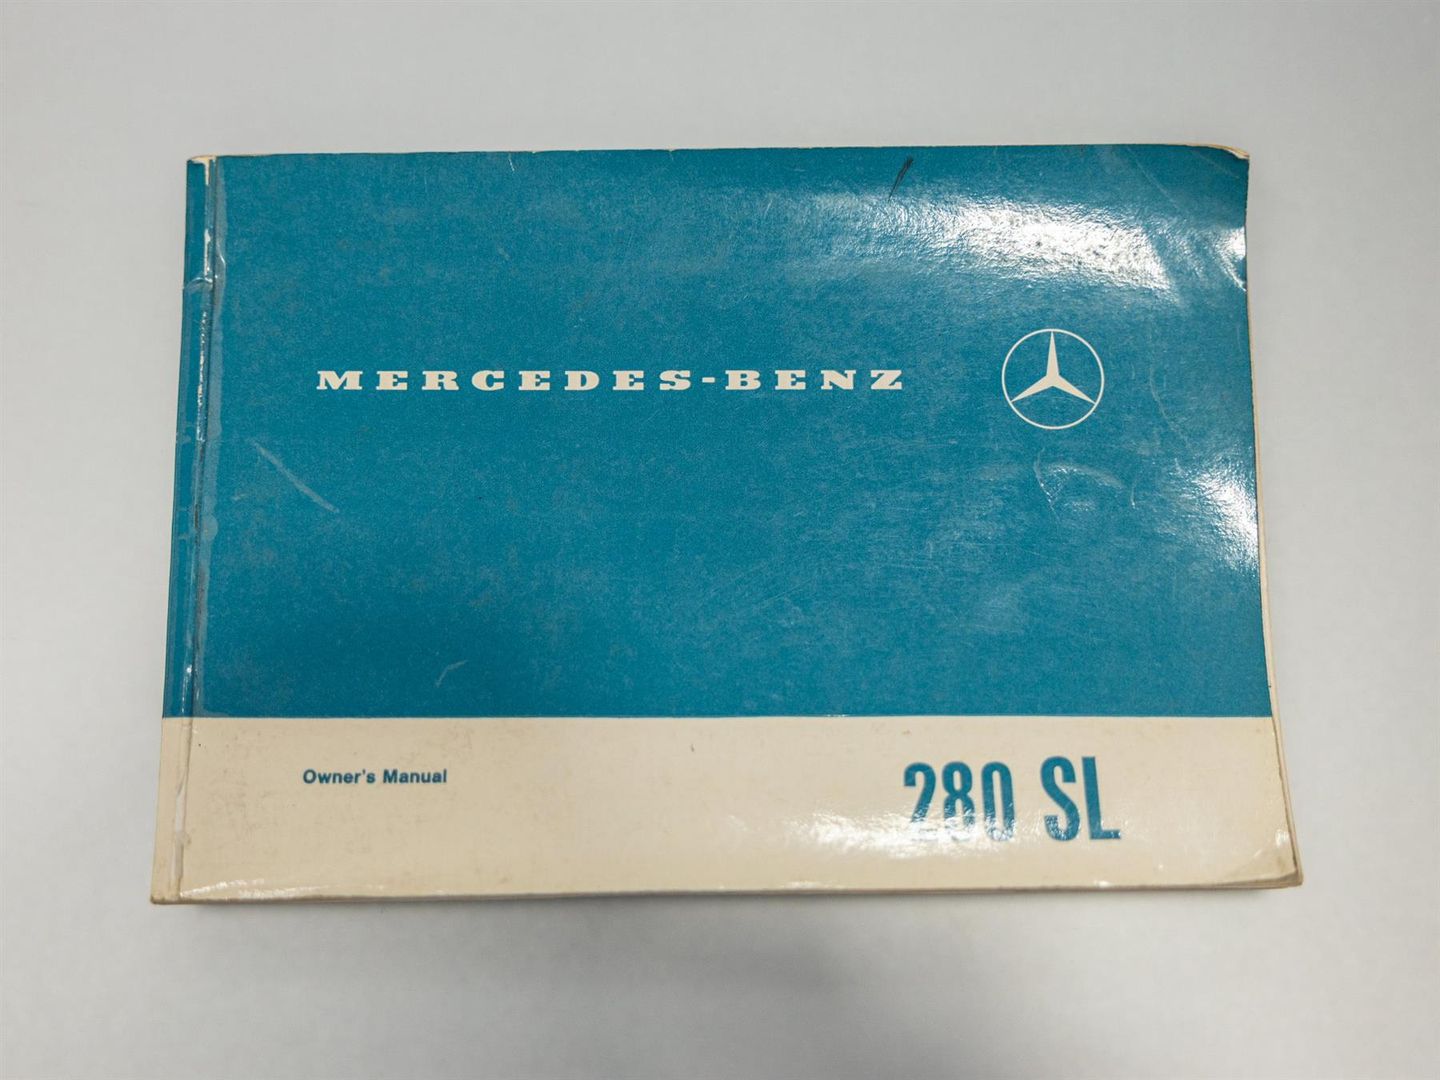 MERCEDES-BENZ
Owner's Manual
280 SL